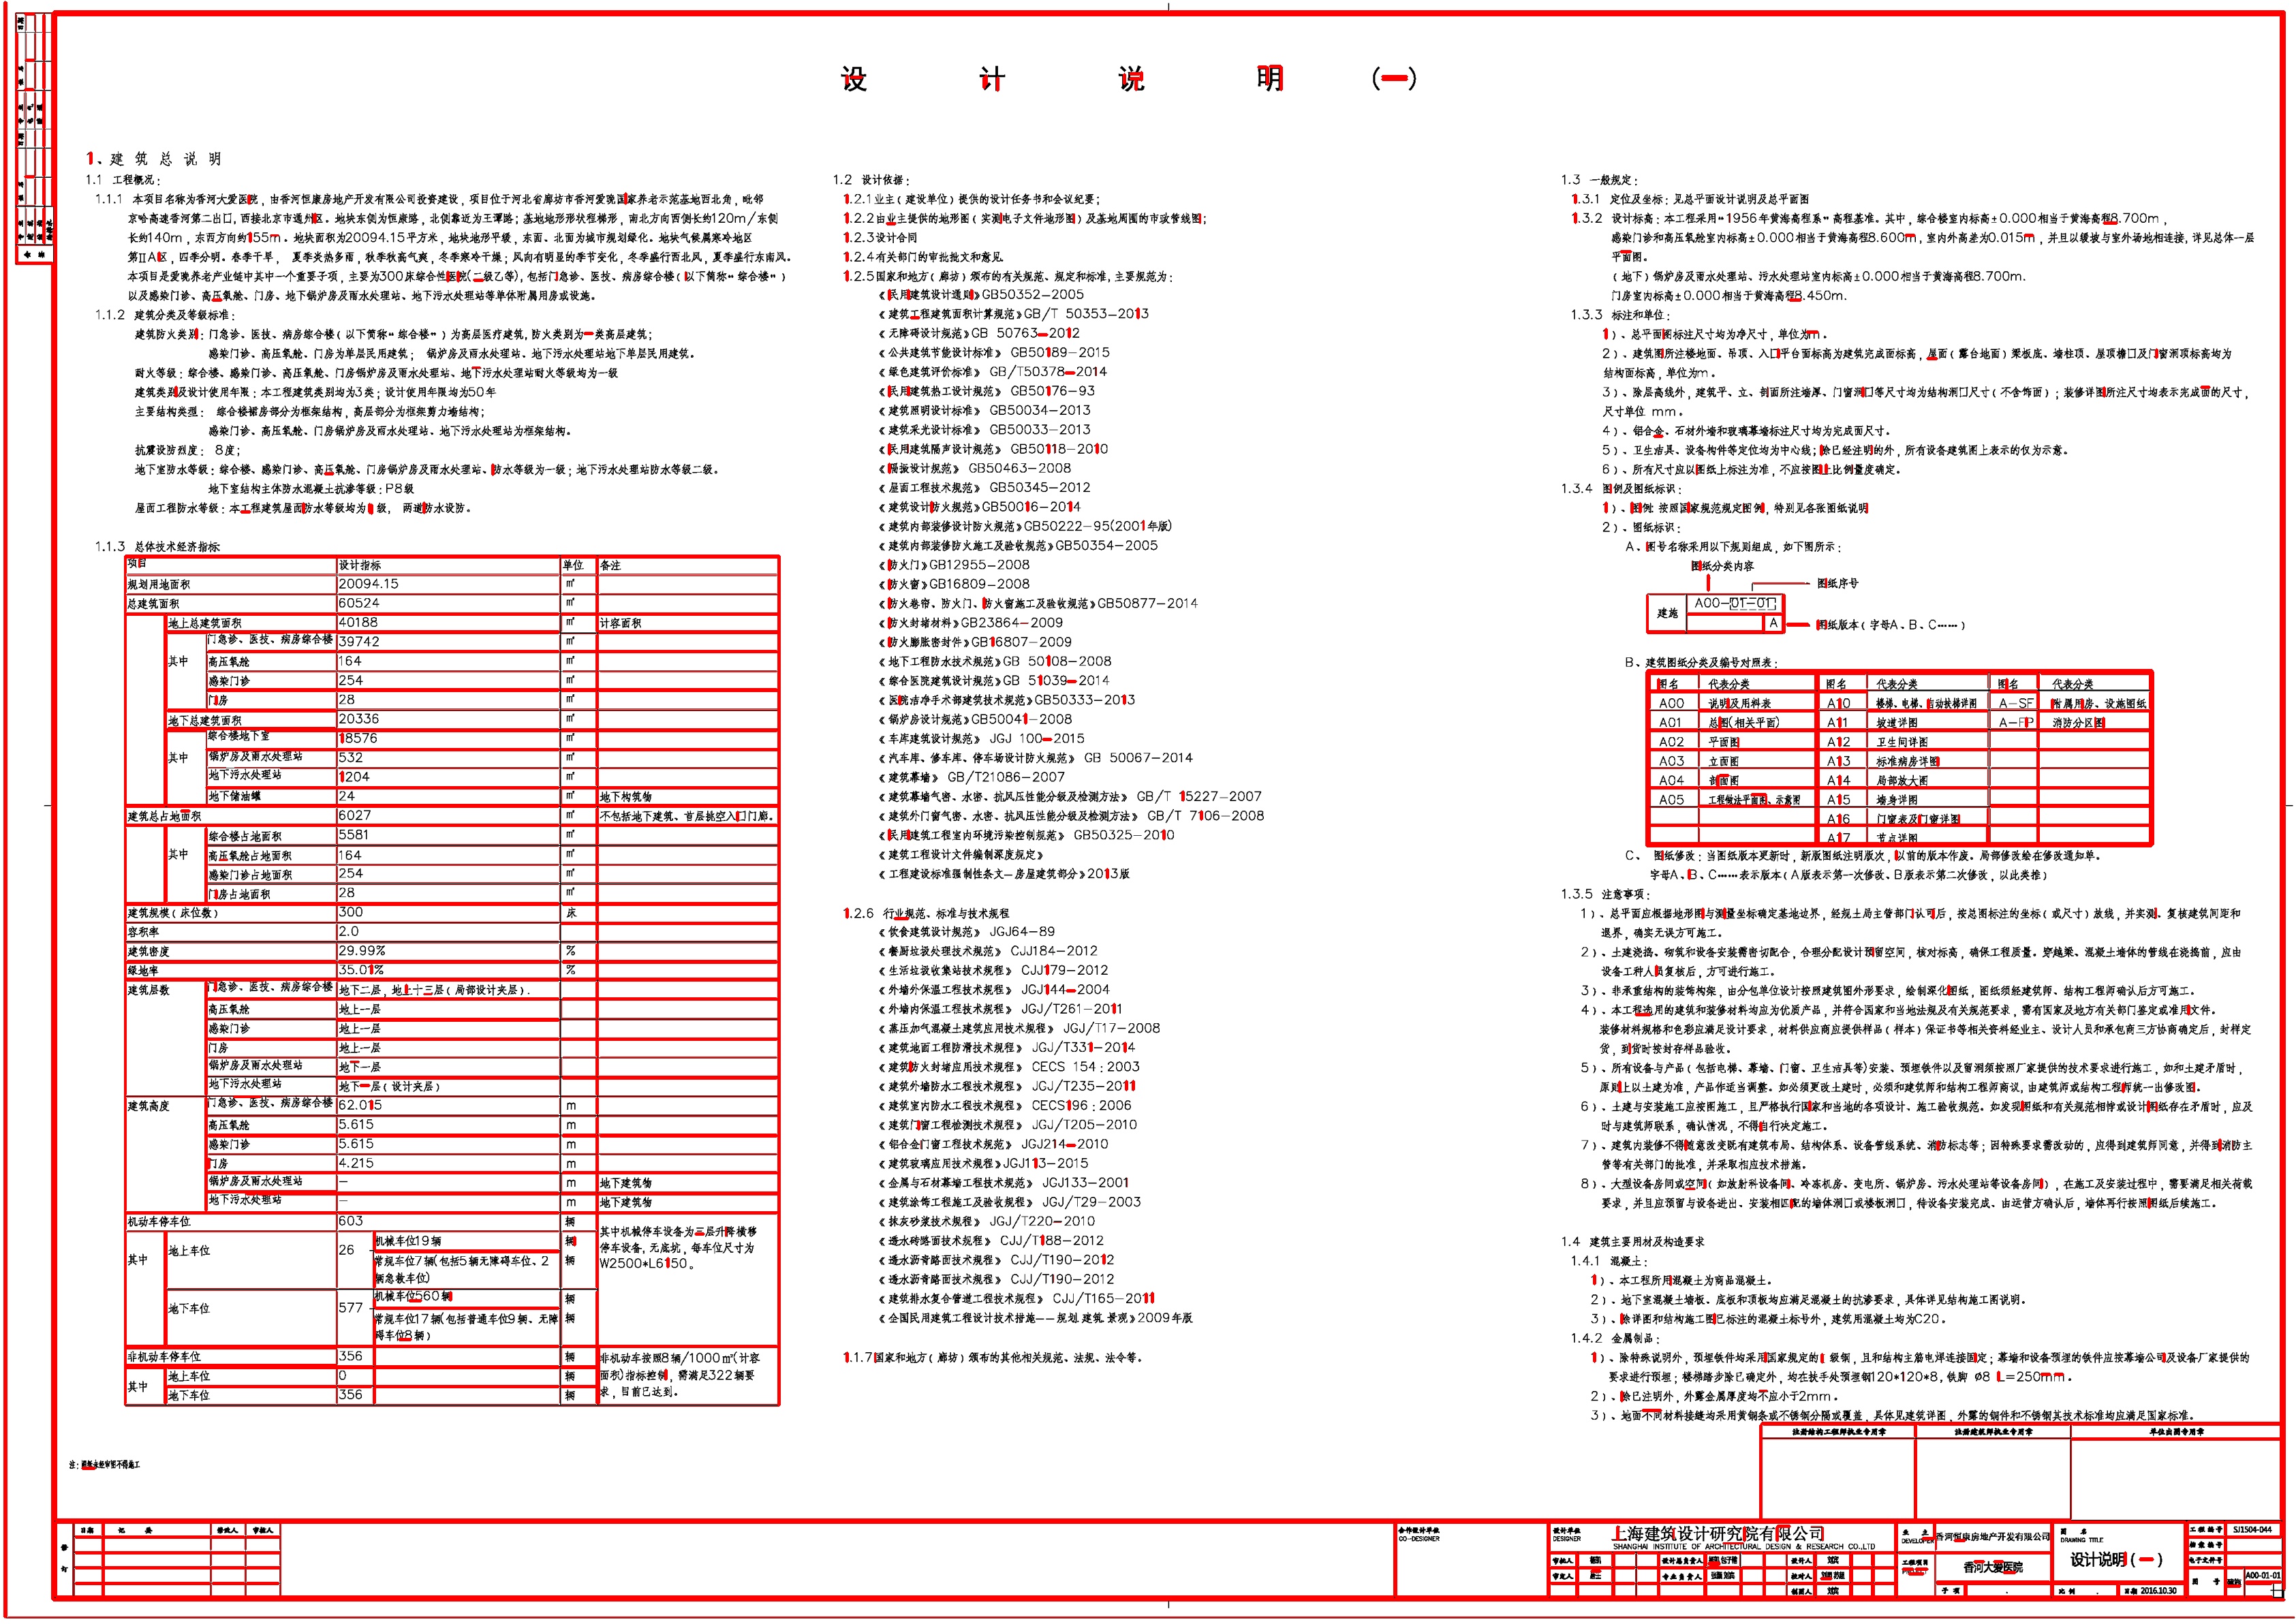 设 计 说 明 (一)
1、建 筑 总 说 明
1.1 工程概况：
1.1.1 本项目名称为香河大爱医院，由香河恒康房地产开发有限公司投资建设，项目位于河北省廊坊市香河爱晚国家养老示范基地西北角，毗邻
京哈高速香河第二出口，西接北京市通州区。地块东侧为恒康路，北侧靠近为王谭路；基地地形形状程梯形，南北方向西侧长约120m/东侧
长约140m，东西方向约155m。地块面积为20094.15平方米，地块地形平缓，东面、北面为城市规划绿化。地块气候属寒冷地区
第ⅡA区，四季分明。春季干旱， 夏季炎热多雨，秋季秋高气爽，冬季寒冷干燥；风向有明显的季节变化，冬季盛行西北风，夏季盛行东南风。
本项目是爱晚养老产业链中其中一个重要子项，主要为300床综合性医院(二级乙等)，包括门急诊、医技、病房综合楼(以下简称"综合楼")
以及感染门诊、高压氧舱、门房、地下锅炉房及雨水处理站、地下污水处理站等单体附属用房或设施。
1.1.2 建筑分类及等级标准：
建筑防火类别：门急诊、医技、病房综合楼(以下简称"综合楼")为高层医疗建筑，防火类别为一类高层建筑；
感染门诊、高压氧舱、门房为单层民用建筑； 锅炉房及雨水处理站、地下污水处理站地下单层民用建筑。
耐火等级：综合楼、感染门诊、高压氧舱、门房锅炉房及雨水处理站、地下污水处理站耐火等级均为一级
建筑类别及设计使用年限：本工程建筑类别均为3类；设计使用年限均为50年
主要结构类型： 综合楼裙房部分为框架结构，高层部分为框架剪力墙结构；
感染门诊、高压氧舱、门房锅炉房及雨水处理站、地下污水处理站为框架结构。
抗震设防烈度： 8度；
地下室防水等级：综合楼、感染门诊、高压氧舱、门房锅炉房及雨水处理站、防水等级为一级；地下污水处理站防水等级二级。
地下室结构主体防水混凝土抗渗等级：P8级
屋面工程防水等级：本工程建筑屋面防水等级均为I级， 两道防水设防。
1.1.3 总体技术经济指标
项目 设计指标 单位 备注
规划用地面积 20094.15 ㎡
总建筑面积 60524 ㎡
地上总建筑面积 40188 ㎡ 计容面积
门急诊、医技、病房综合楼 39742 ㎡
其中 高压氧舱 164 ㎡
感染门诊 254 ㎡
门房 28 ㎡
地下总建筑面积 20336 ㎡
综合楼地下室 18576 ㎡
其中 锅炉房及雨水处理站 532 ㎡
地下污水处理站 1204 ㎡
地下储油罐 24 ㎡ 地下构筑物
建筑总占地面积 6027 ㎡ 不包括地下建筑、首层挑空入口门廊。
综合楼占地面积 5581 ㎡
其中 高压氧舱占地面积 164 ㎡
感染门诊占地面积 254 ㎡
门房占地面积 28 ㎡
建筑规模(床位数) 300 床
容积率 2.0
建筑密度 29.99% %
绿地率 35.01% %
建筑层数 门急诊、医技、病房综合楼 地下二层，地上十三层(局部设计夹层).
高压氧舱 地上一层
感染门诊 地上一层
门房 地上一层
锅炉房及雨水处理站 地下一层
地下污水处理站 地下一层(设计夹层)
建筑高度 门急诊、医技、病房综合楼 62.015 m
高压氧舱 5.615 m
感染门诊 5.615 m
门房 4.215 m
锅炉房及雨水处理站 — m 地下建筑物
地下污水处理站 — m 地下建筑物
机动车停车位 603 辆 其中机械停车设备为三层升降横移
停车设备，无底坑，每车位尺寸为
W2500*L6150。
其中 地上车位 26 机械车位19辆 辆
常规车位7辆(包括5辆无障碍车位、2
辆急救车位) 辆
地下车位 577 机械车位560辆 辆
常规车位17辆(包括普通车位9辆、无障
碍车位8辆) 辆
非机动车停车位 356 辆 非机动车按照8辆/1000㎡(计容
面积)指标控制，需满足322辆要
求，目前已达到。
其中 地上车位 0 辆
地下车位 356 辆
注：
1.2 设计依据：
1.2.1业主(建设单位)提供的设计任务书和会议纪要；
1.2.2由业主提供的地形图(实测电子文件地形图)及基地周围的市政管线图；
1.2.3设计合同
1.2.4有关部门的审批批文和意见.
1.2.5国家和地方(廊坊)颁布的有关规范、规定和标准，主要规范为：
《民用建筑设计通则》GB50352-2005
《建筑工程建筑面积计算规范》GB/T 50353-2013
《无障碍设计规范》GB 50763-2012
《公共建筑节能设计标准》 GB50189-2015
《绿色建筑评价标准》 GB/T50378-2014
《民用建筑热工设计规范》 GB50176-93
《建筑照明设计标准》 GB50034-2013
《建筑采光设计标准》 GB50033-2013
《民用建筑隔声设计规范》 GB50118-2010
《隔振设计规范》 GB50463-2008
《屋面工程技术规范》 GB50345-2012
《建筑设计防火规范》GB50016-2014
《建筑内部装修设计防火规范》GB50222-95(2001年版)
《建筑内部装修防火施工及验收规范》GB50354-2005
《防火门》GB12955-2008
《防火窗》GB16809-2008
《防火卷帘、防火门、防火窗施工及验收规范》GB50877-2014
《防火封堵材料》GB23864-2009
《防火膨胀密封件》GB16807-2009
《地下工程防水技术规范》GB 50108-2008
《综合医院建筑设计规范》GB 51039-2014
《医院洁净手术部建筑技术规范》GB50333-2013
《锅炉房设计规范》GB50041-2008
《车库建筑设计规范》 JGJ 100-2015
《汽车库、修车库、停车场设计防火规范》 GB 50067-2014
《建筑幕墙》 GB/T21086-2007
《建筑幕墙气密、水密、抗风压性能分级及检测方法》 GB/T 15227-2007
《建筑外门窗气密、水密、抗风压性能分级及检测方法》 GB/T 7106-2008
《民用建筑工程室内环境污染控制规范》 GB50325-2010
《建筑工程设计文件编制深度规定》
《工程建设标准强制性条文—房屋建筑部分》2013版
1.2.6 行业规范、标准与技术规程
《饮食建筑设计规范》 JGJ64-89
《餐厨垃圾处理技术规范》 CJJ184-2012
《生活垃圾收集站技术规程》 CJJ179-2012
《外墙外保温工程技术规程》 JGJ144-2004
《外墙内保温工程技术规程》 JGJ/T261-2011
《蒸压加气混凝土建筑应用技术规程》 JGJ/T17-2008
《建筑地面工程防滑技术规程》 JGJ/T331-2014
《建筑防火封堵应用技术规程》 CECS 154：2003
《建筑外墙防水工程技术规程》 JGJ/T235-2011
《建筑室内防水工程技术规程》 CECS196：2006
《建筑门窗工程检测技术规程》 JGJ/T205-2010
《铝合金门窗工程技术规范》 JGJ214-2010
《建筑玻璃应用技术规程》JGJ113-2015
《金属与石材幕墙工程技术规范》 JGJ133-2001
《建筑涂饰工程施工及验收规程》 JGJ/T29-2003
《抹灰砂浆技术规程》 JGJ/T220-2010
《透水砖路面技术规程》 CJJ/T188-2012
《透水沥青路面技术规程》 CJJ/T190-2012
《透水沥青路面技术规程》 CJJ/T190-2012
《建筑排水复合管道工程技术规程》 CJJ/T165-2011
《全国民用建筑工程设计技术措施——规划.建筑.景观》2009年版
1.1.7国家和地方(廊坊)颁布的其他相关规范、法规、法令等。
1.3 一般规定：
1.3.1 定位及坐标：见总平面设计说明及总平面图
1.3.2 设计标高：本工程采用"1956年黄海高程系"高程基准。其中，综合楼室内标高±0.000相当于黄海高程8.700m，
感染门诊和高压氧舱室内标高±0.000相当于黄海高程8.600m，室内外高差为0.015m，并且以缓坡与室外场地相连接，详见总体一层
平面图。
(地下)锅炉房及雨水处理站、污水处理站室内标高±0.000相当于黄海高程8.700m.
门房室内标高±0.000相当于黄海高程8.450m.
1.3.3 标注和单位：
1)、总平面图标注尺寸均为净尺寸，单位为m。
2)、建筑图所注楼地面、吊顶、入口平台面标高为建筑完成面标高，屋面(露台地面)梁板底、墙柱顶、屋顶檐口及门窗洞顶标高均为
结构面标高，单位为m。
3)、除层高线外，建筑平、立、剖面所注墙厚、门窗洞口等尺寸均为结构洞口尺寸(不含饰面)；装修详图所注尺寸均表示完成面的尺寸，
尺寸单位 mm。
4)、铝合金、石材外墙和玻璃幕墙标注尺寸均为完成面尺寸。
5)、卫生洁具、设备构件等定位均为中心线；除已经注明的外，所有设备建筑图上表示的仅为示意。
6)、所有尺寸应以图纸上标注为准，不应按图上比例量度确定。
1.3.4 图例及图纸标识：
1)、图例：按照国家规范规定图例，特别见各张图纸说明
2)、图纸标识：
A、图号名称采用以下规则组成，如下图所示：
图纸分类内容
图纸序号
建施 A00-01-01
A 图纸版本(字母A、B、C……)
B、建筑图纸分类及编号对照表：
图名 代表分类 图名 代表分类 图名 代表分类
A00 说明及用料表 A10 楼梯、电梯、自动扶梯详图 A-SF 附属用房、设施图纸
A01 总图(相关平面) A11 坡道详图 A-FP 消防分区图
A02 平面图 A12 卫生间详图
A03 立面图 A13 标准病房详图
A04 剖面图 A14 局部放大图
A05 工程做法平面图、示意图 A15 墙身详图
A16 门窗表及门窗详图
A17 节点详图
C、 图纸修改：当图纸版本更新时，新版图纸注明版次，以前的版本作废。局部修改绘在修改通知单。
字母A、B、C……表示版本(A版表示第一次修改、B版表示第二次修改，以此类推)
1.3.5 注意事项：
1)、总平面应根据地形图与测量坐标确定基地边界，经规土局主管部门认可后，按总图标注的坐标(或尺寸)放线，并实测、复核建筑间距和
退界，确实无误方可施工。
2)、土建浇捣、砌筑和设备安装需密切配合，合理分配设计预留空间，核对标高，确保工程质量。穿越梁、混凝土墙体的管线在浇捣前，应由
设备工种人员复核后，方可进行施工。
3)、非承重结构的装饰构架，由分包单位设计按照建筑图外形要求，绘制深化图纸，图纸须经建筑师、结构工程师确认后方可施工。
4)、本工程选用的建筑和装修材料均应为优质产品，并符合国家和当地法规及有关规范要求，需有国家及地方有关部门鉴定或准用文件。
装修材料规格和色彩应满足设计要求，材料供应商应提供样品(样本)保证书等相关资料经业主、设计人员和承包商三方协商确定后，封样定
货，到货时按封存样品验收。
5)、所有设备与产品(包括电梯、幕墙、门窗、卫生洁具等)安装、预埋铁件以及留洞须按照厂家提供的技术要求进行施工，如和土建矛盾时，
原则上以土建为准，产品作适当调整。如必须更改土建时，必须和建筑师和结构工程师商议，由建筑师或结构工程师统一出修改图。
6)、土建与安装施工应按图施工，且严格执行国家和当地的各项设计、施工验收规范。如发现图纸和有关规范相悖或设计图纸存在矛盾时，应及
时与建筑师联系，确认情况，不得自行决定施工。
7)、建筑内装修不得随意改变既有建筑布局、结构体系、设备管线系统、消防标志等；因特殊要求需改动的，应得到建筑师同意，并得到消防主
管等有关部门的批准，并采取相应技术措施。
8)、大型设备房间或空间(如放射科设备间、冷冻机房、变电所、锅炉房、污水处理站等设备房间)，在施工及安装过程中，需要满足相关荷载
要求，并且应预留与设备进出、安装相匹配的墙体洞口或楼板洞口，待设备安装完成、由运营方确认后，墙体再行按照图纸后续施工。
1.4 建筑主要用材及构造要求
1.4.1 混凝土：
1)、本工程所用混凝土为商品混凝土。
2)、地下室混凝土墙板、底板和顶板均应满足混凝土的抗渗要求，具体详见结构施工图说明。
3)、除详图和结构施工图已标注的混凝土标号外，建筑用混凝土均为C20。
1.4.2 金属制品：
1)、除特殊说明外，预埋铁件均采用国家规定的I级钢，且和结构主筋电焊连接固定；幕墙和设备预埋的铁件应按幕墙公司及设备厂家提供的
要求进行预埋；楼梯踏步除已确定外，均在扶手处预埋钢120*120*8，铁脚 Ø8 L=250mm。
2)、除已注明外，外露金属厚度均不应小于2mm。
3)、地面不同材料接缝均采用黄铜条或不锈钢分隔或覆盖，具体见建筑详图，外露的铜件和不锈钢其技术标准均应满足国家标准。
注册结构工程师执业专用章 注册建筑师执业专用章 单位出图专用章
日期 记 要 修改人 审核人
修 订
合作设计单位
CO-DESIGNER
设计单位
DESIGNER
上海建筑设计研究院有限公司
SHANGHAI INSTITUTE OF ARCHITECTURAL DESIGN & RESEARCH CO.,LTD
审批人 设计总负责人 设计人
审定人 专业负责人 校对人
制图人
业 主
DEVELOPER
香河恒康房地产开发有限公司
工程项目
PROJECT
香河大爱医院
子 项
图 名
DRAWING TITLE
设计说明(一)
比 例 日期 2016.10.30
工程编号 SJ1504-044
档案编号
电子文件号
图 号 建施 A00-01-01